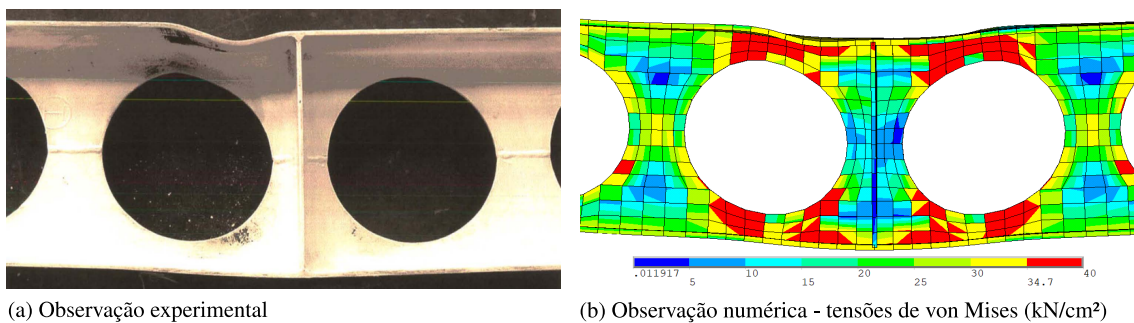 .011917 10 20 30 40
5 15 25 34.7
(a) Observação experimental
(b) Observação numérica - tensões de von Mises (kN/cm²)